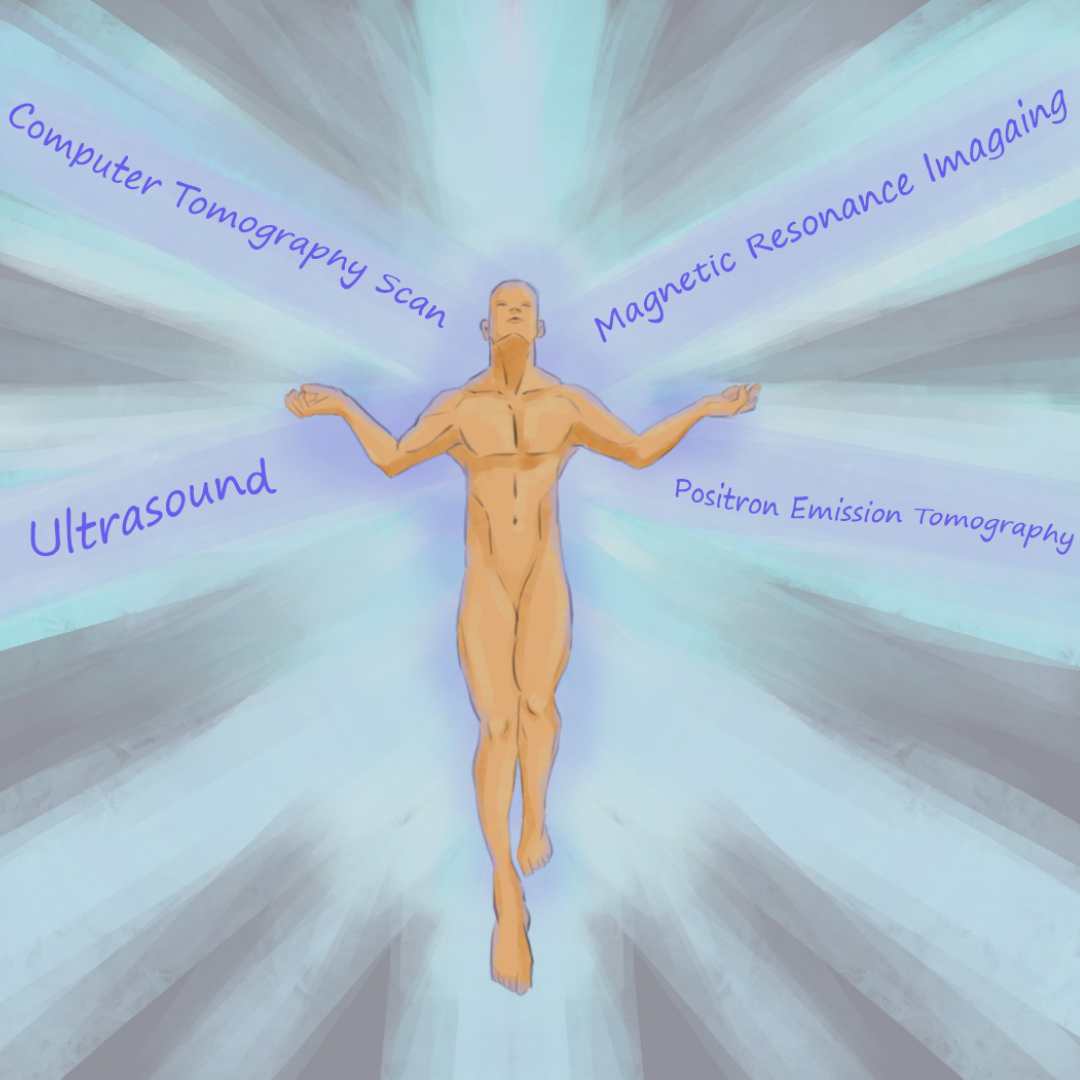 Computer Tomography Scan
Magnetic Resonance Imagaing
Ultrasound
Positron Emission Tomography